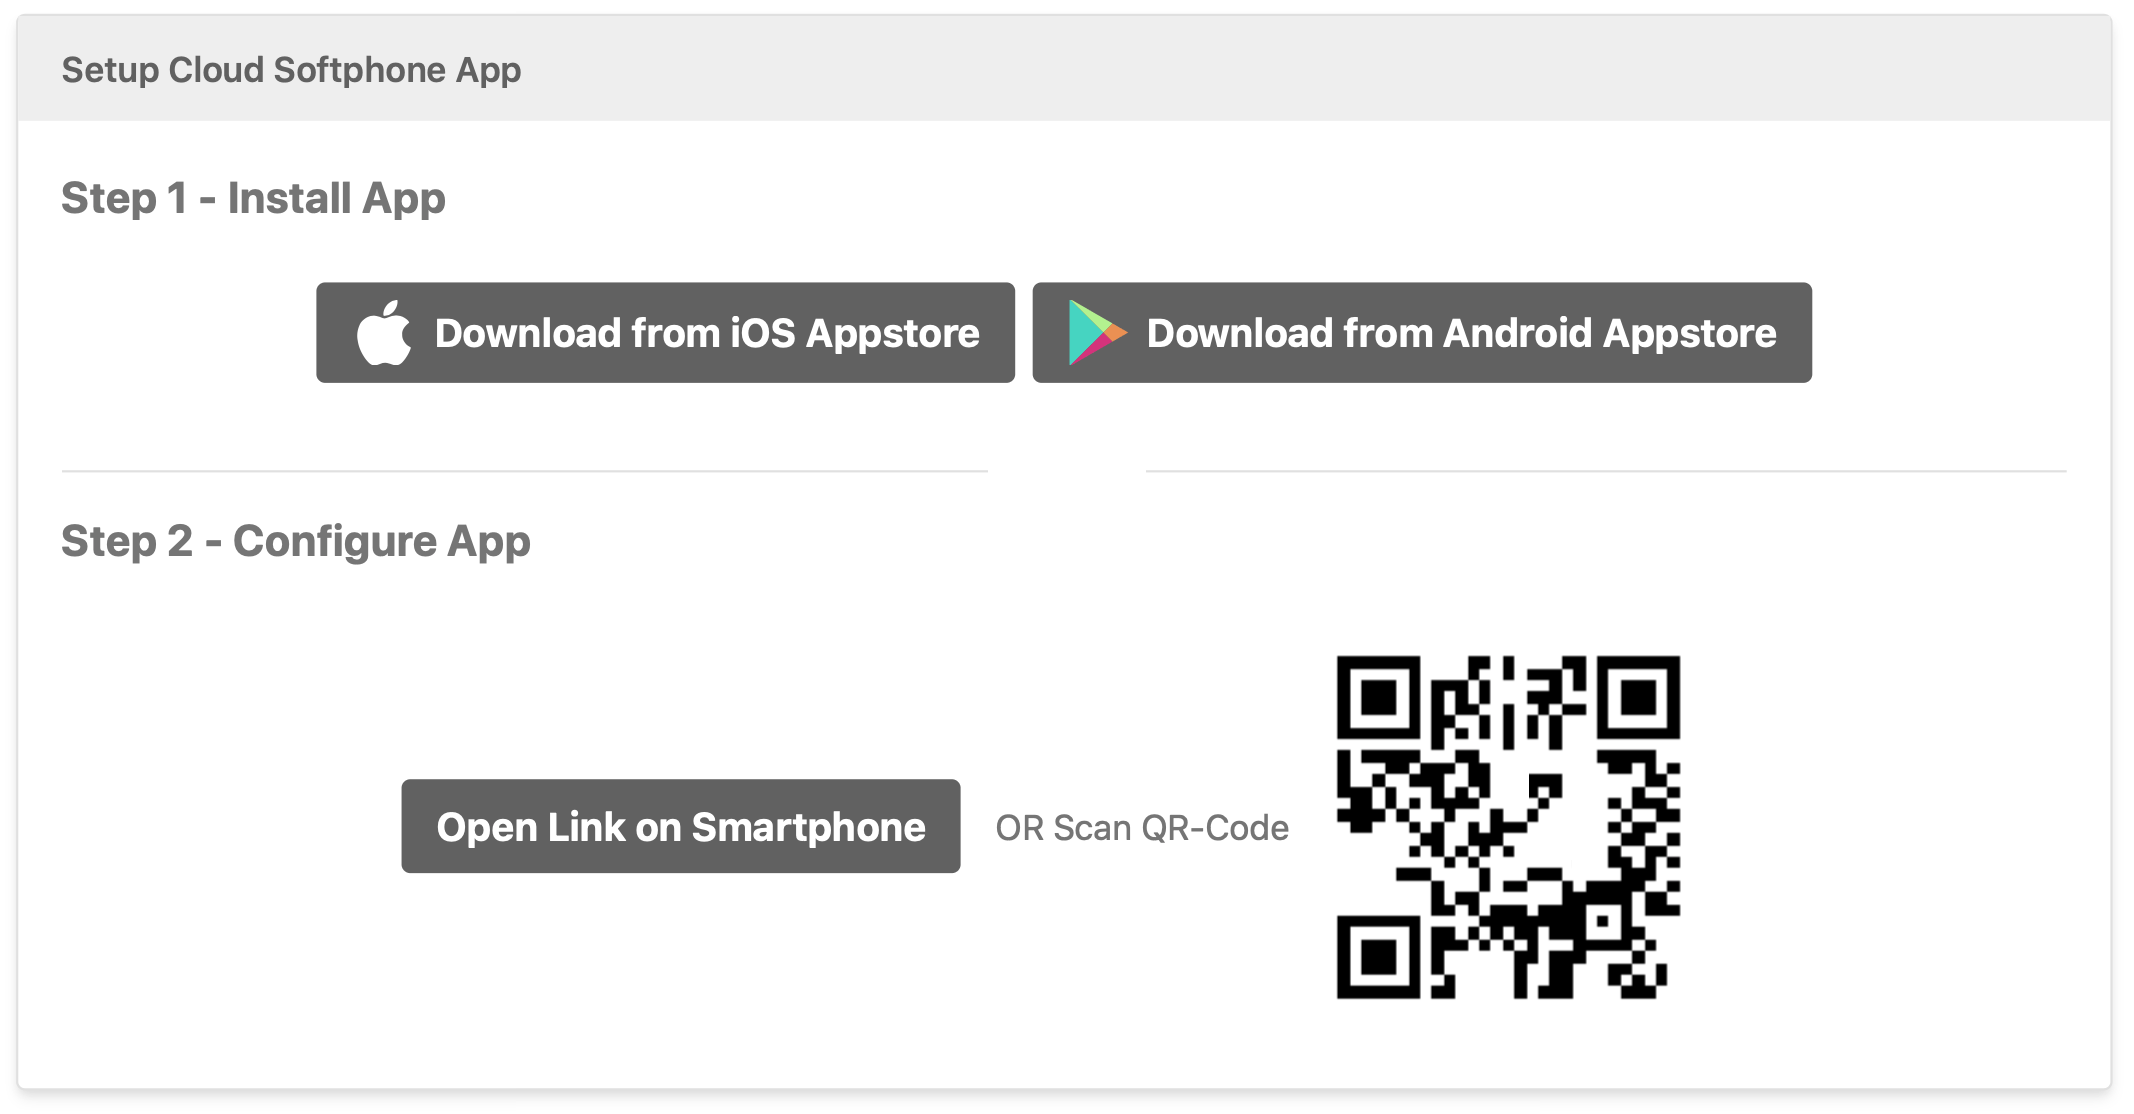 Setup Cloud Softphone App
Step 1 - Install App
Download from iOS Appstore
Download from Android Appstore
Step 2 - Configure App
Open Link on Smartphone
OR Scan QR-Code